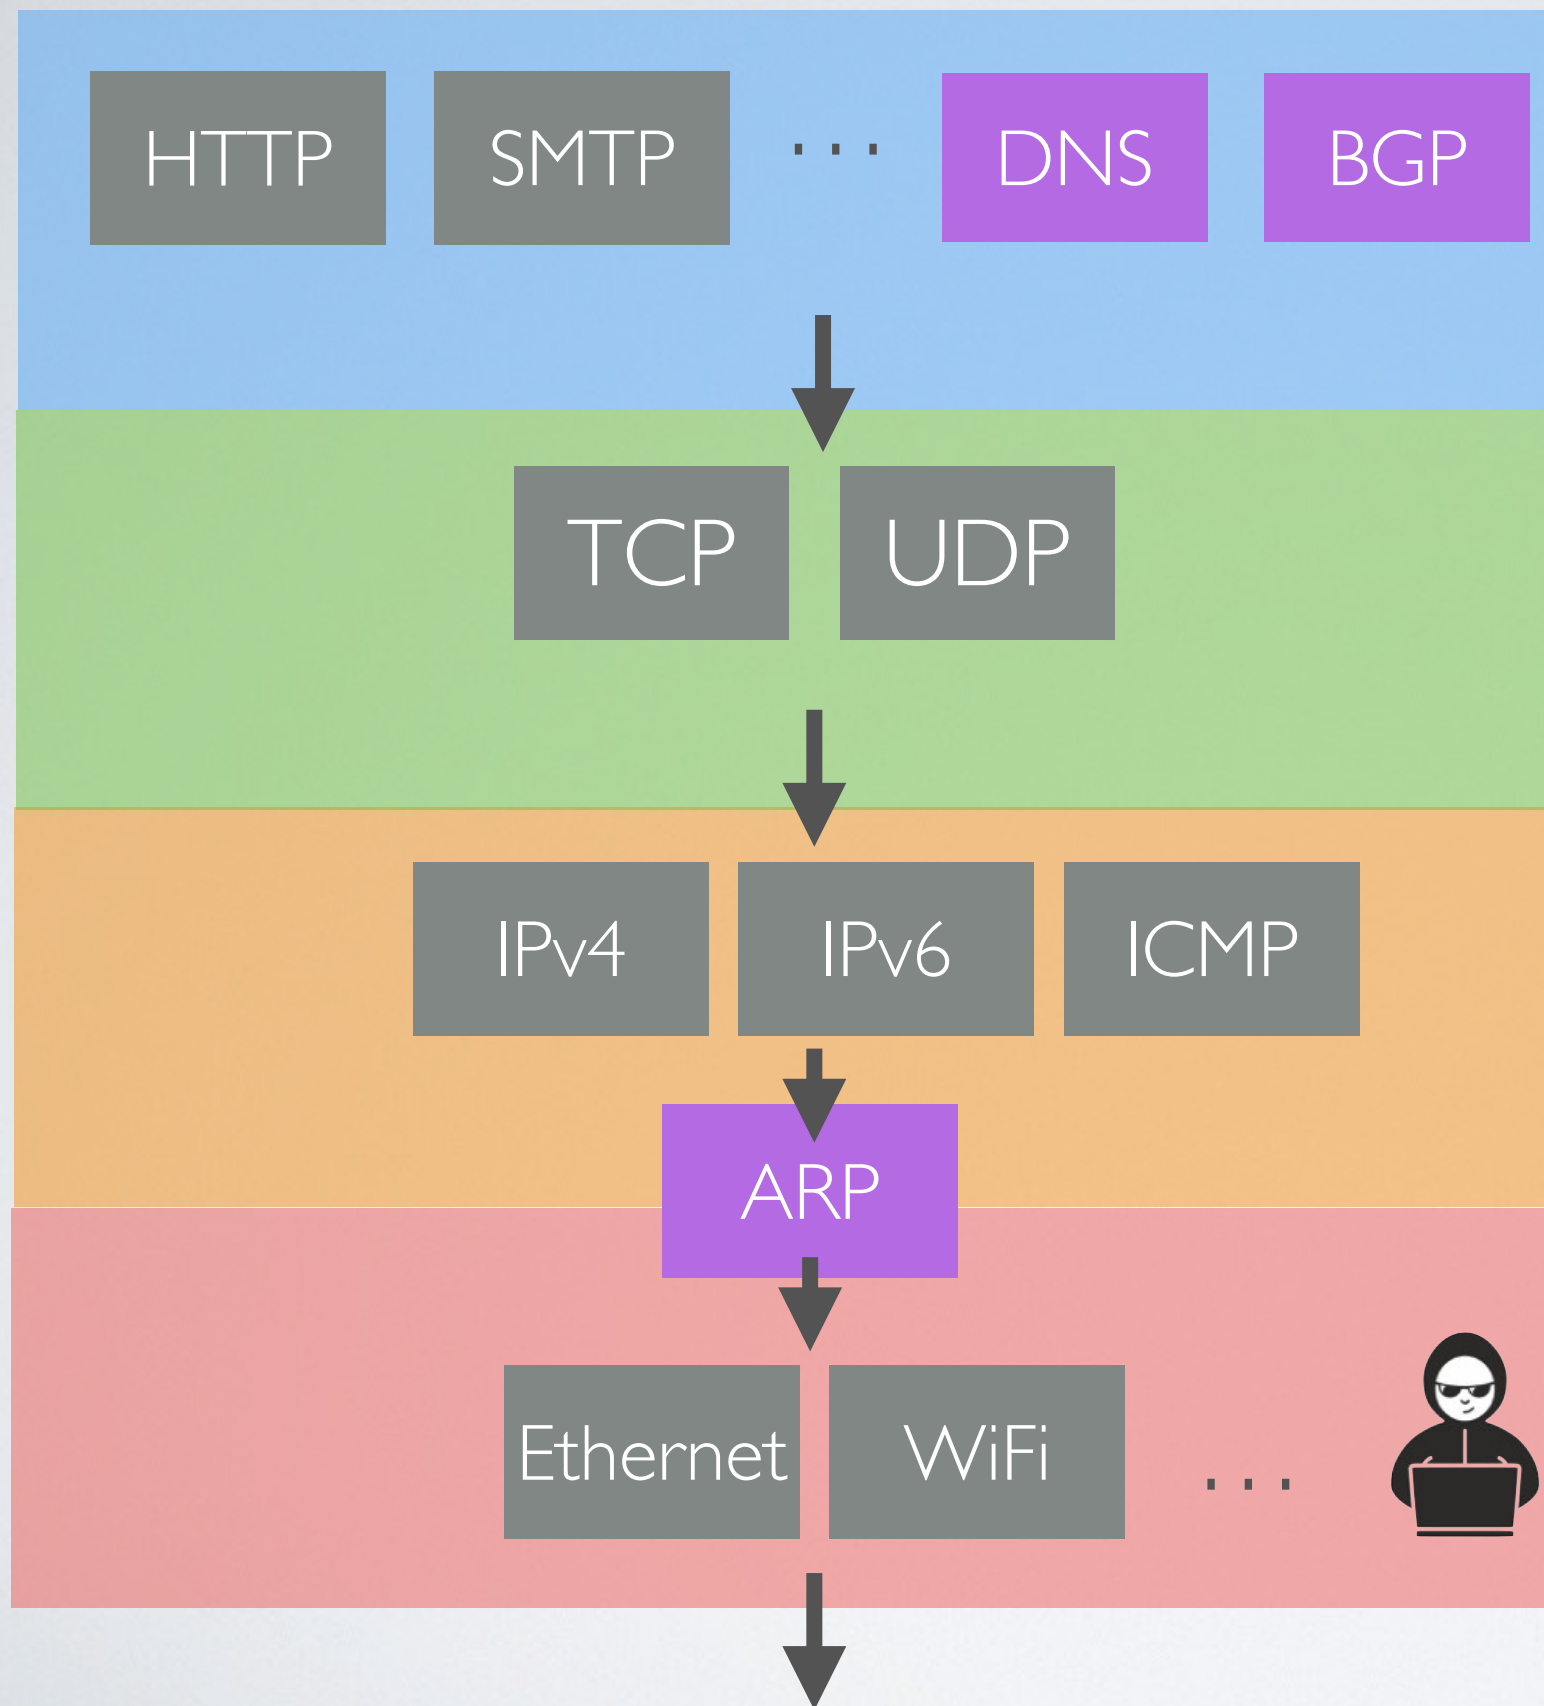 HTTP SMTP ... DNS BGP
TCP UDP
IPv4 IPv6 ICMP
ARP
Ethernet WiFi ...